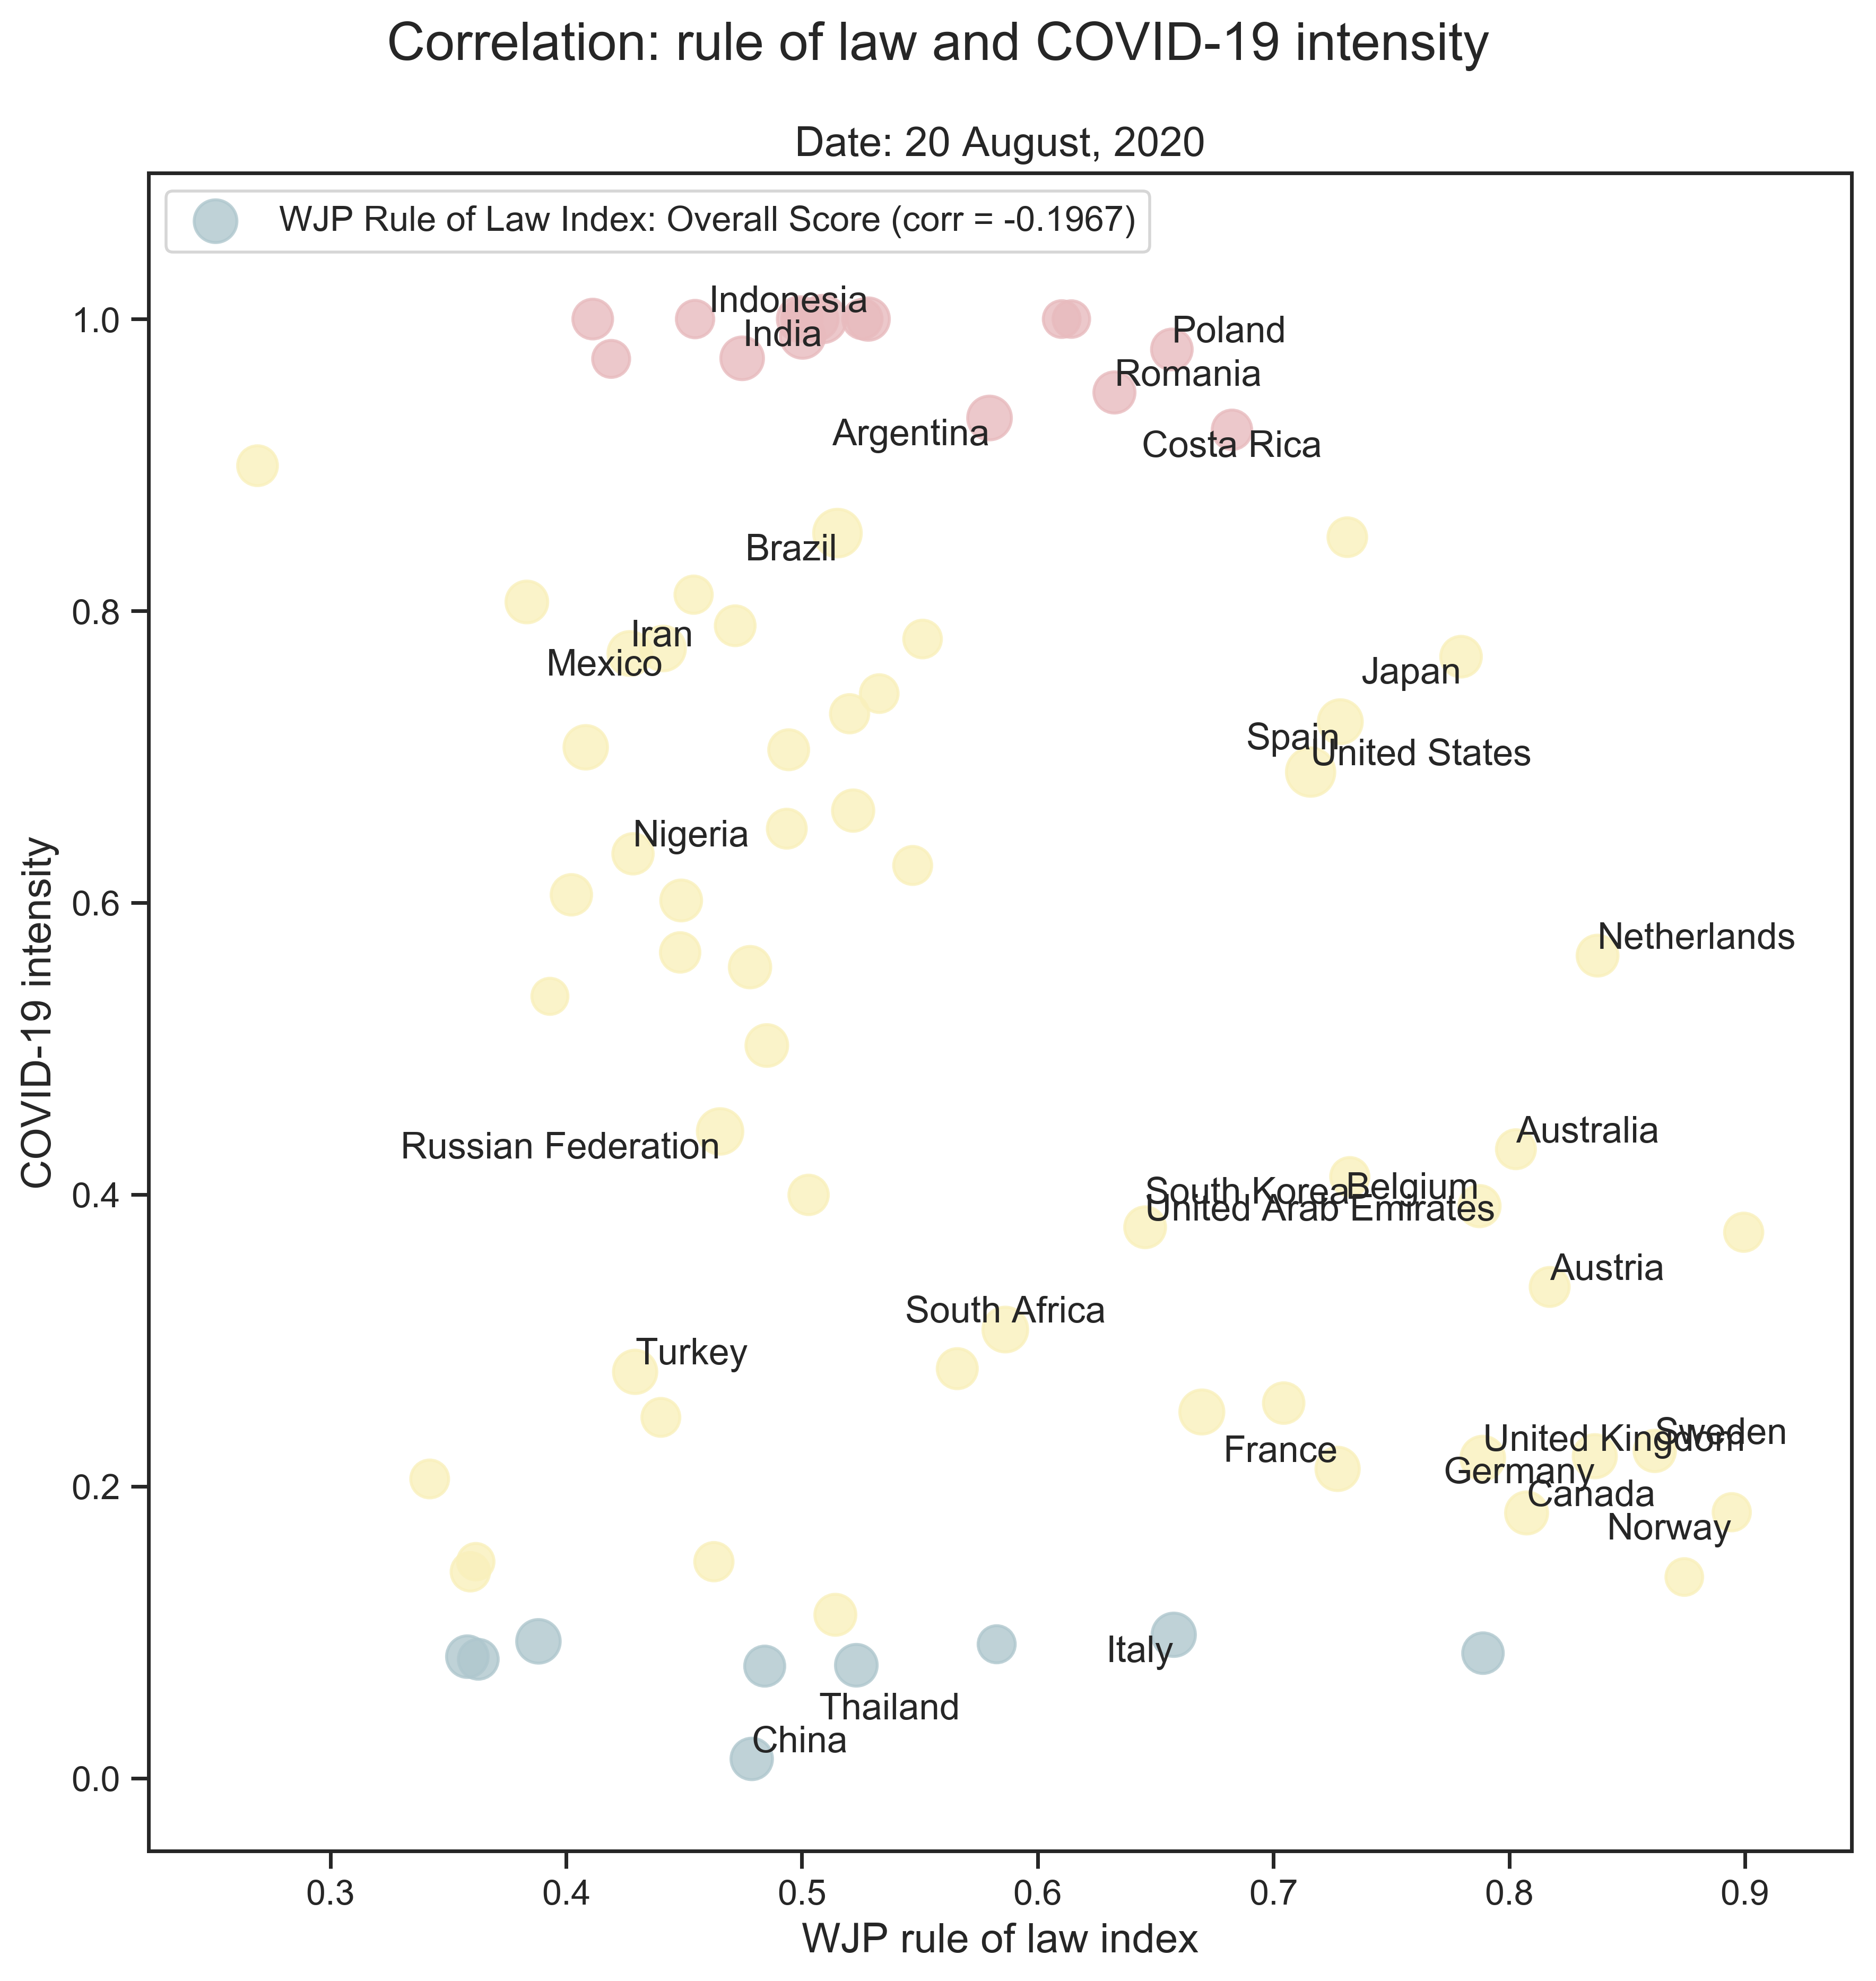 Correlation: rule of law and COVID-19 intensity
Date: 20 August, 2020
WJP Rule of Law Index: Overall Score (corr = -0.1967)
Indonesia
India
Poland
Romania
Argentina
Costa Rica
Brazil
Iran
Mexico
Japan
Spain
United States
Nigeria
Netherlands
Russian Federation
Australia
South Korea
Belgium
United Arab Emirates
Austria
South Africa
Turkey
France
United Kingdom
Sweden
Germany
Canada
Norway
Italy
Thailand
China
1.0
0.8
0.6
0.4
0.2
0.0
COVID-19 intensity
0.3 0.4 0.5 0.6 0.7 0.8 0.9
WJP rule of law index